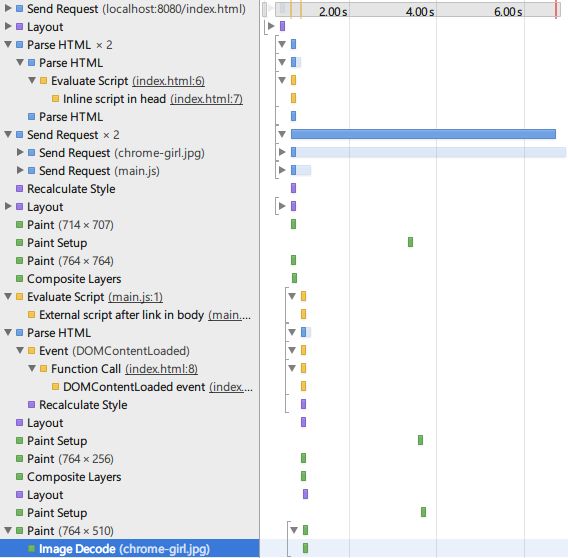 Send Request (localhost:8080/index.html)
2.00 s 4.00 s 6.00 s
Layout
Parse HTML × 2
Parse HTML
Evaluate Script (index.html:6)
Inline script in head (index.html:7)
Parse HTML
Send Request × 2
Send Request (chrome-girl.jpg)
Send Request (main.js)
Recalculate Style
Layout
Paint (714 × 707)
Paint Setup
Paint (764 × 764)
Composite Layers
Evaluate Script (main.js:1)
External script after link in body (main....
Parse HTML
Event (DOMContentLoaded)
Function Call (index.html:8)
DOMContentLoaded event (index....
Recalculate Style
Layout
Paint Setup
Paint (764 × 256)
Composite Layers
Layout
Paint Setup
Paint (764 × 510)
Image Decode (chrome-girl.jpg)